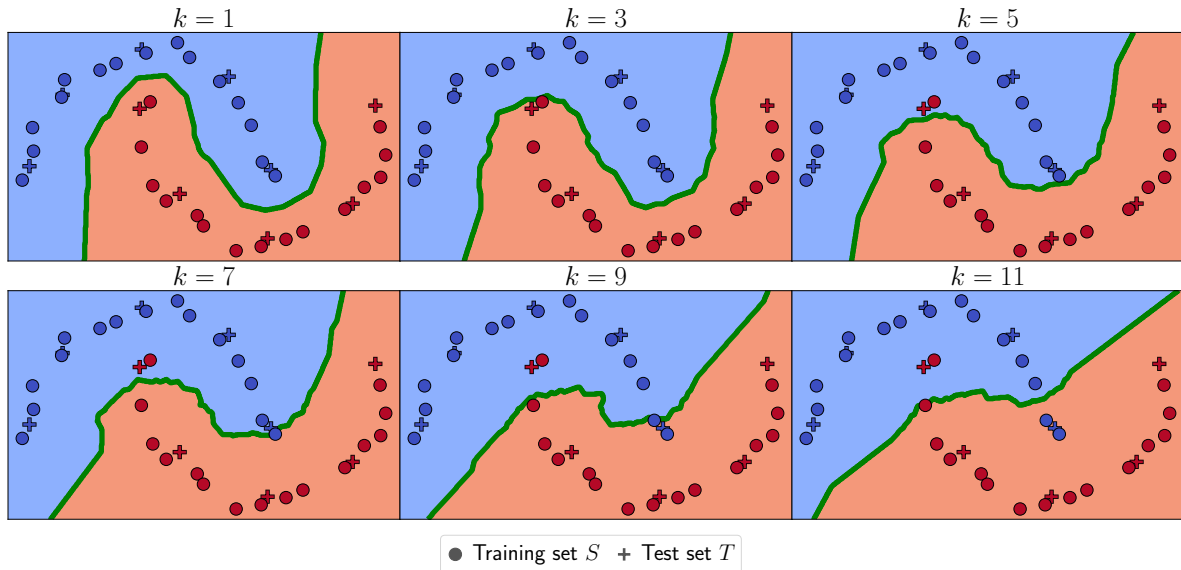 k = 1
k = 3
k = 5
k = 7
k = 9
k = 11
Training set S
Test set T